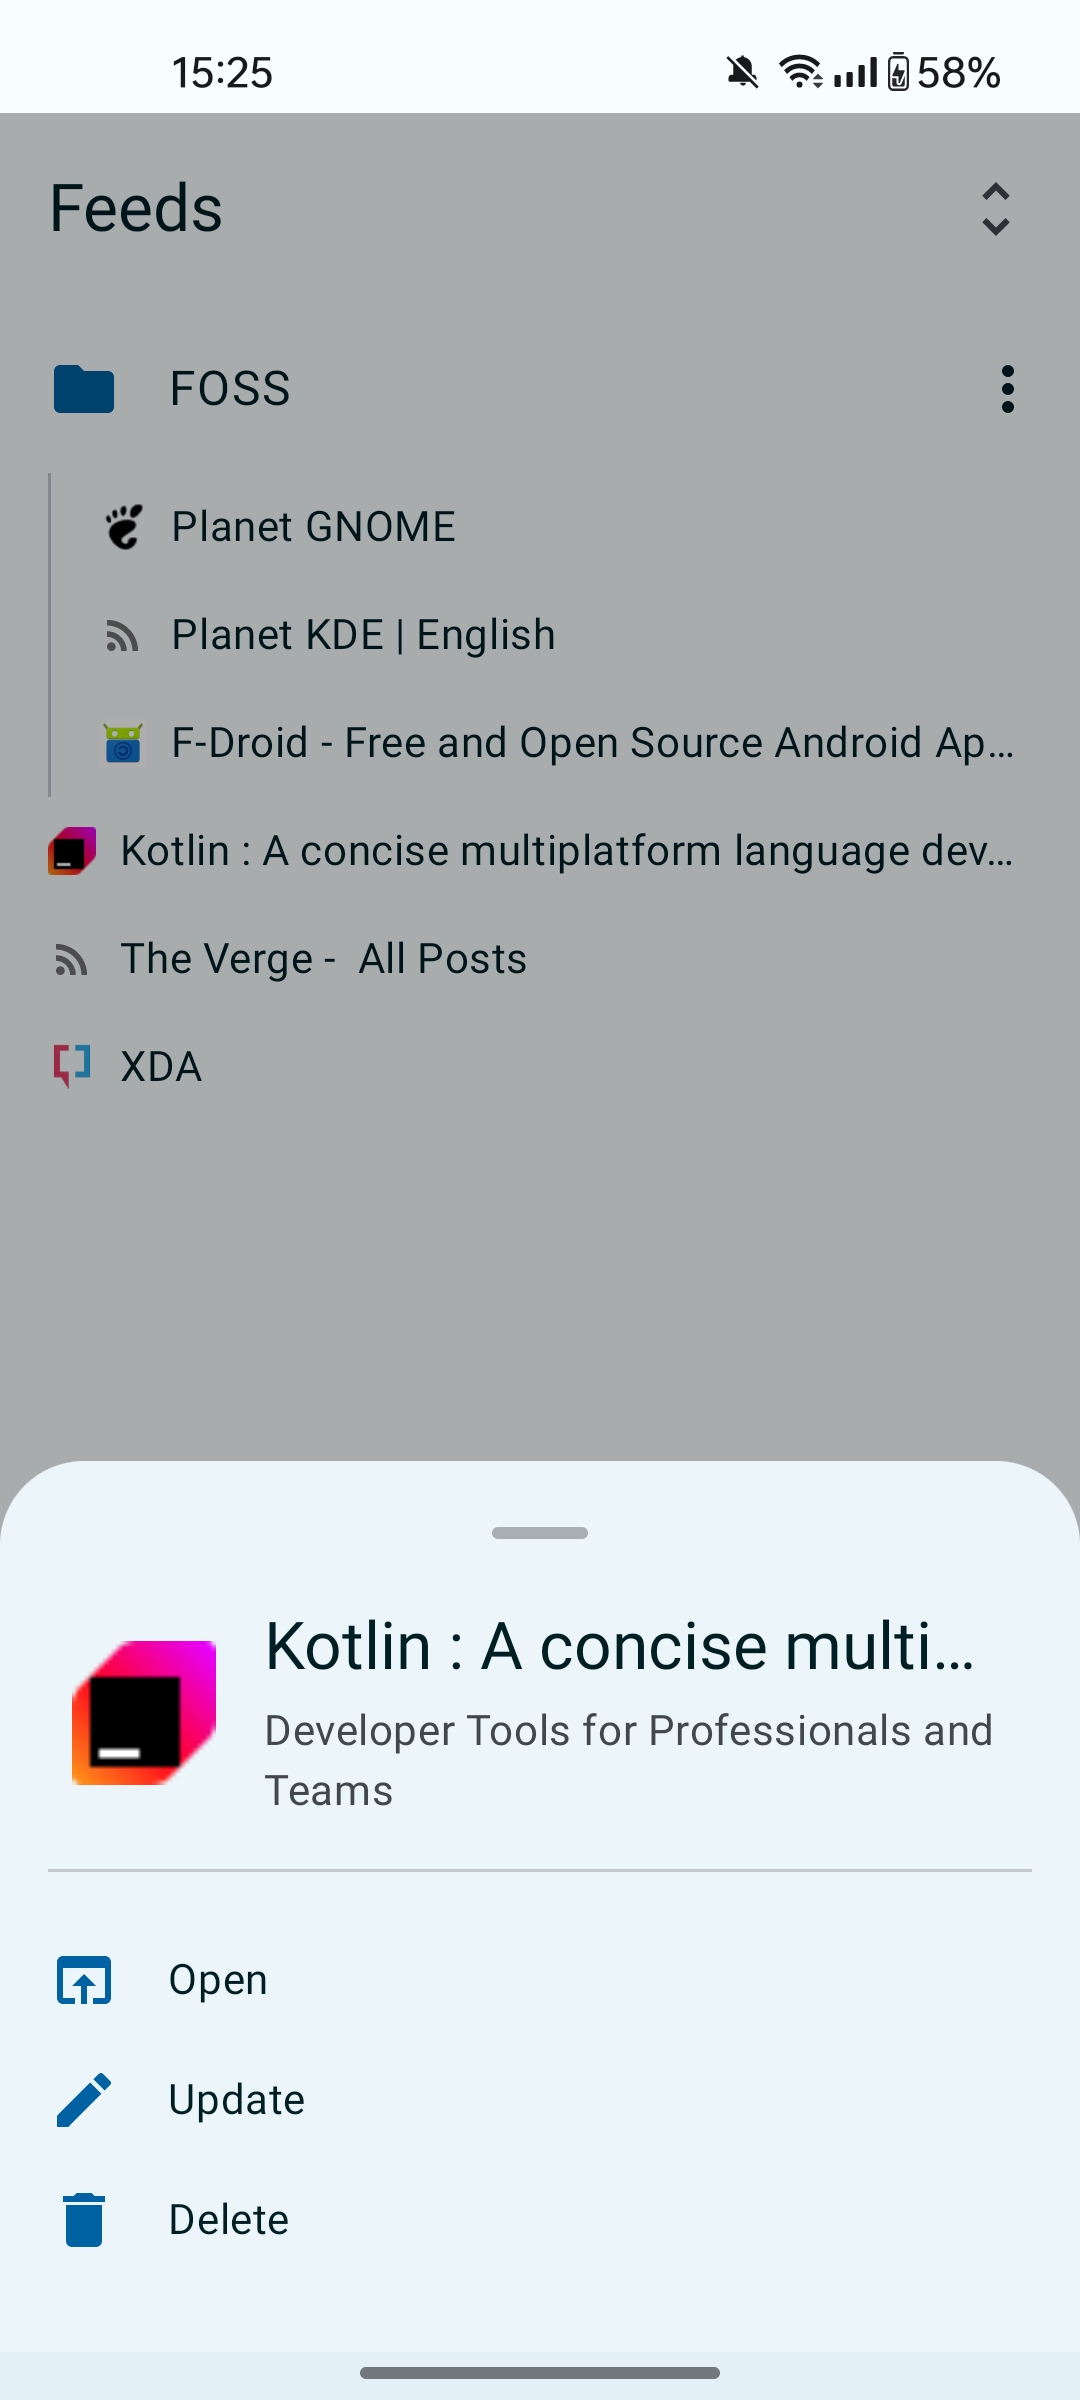 15:25
58%
Feeds
FOSS
Planet GNOME
Planet KDE | English
F-Droid - Free and Open Source Android Ap…
Kotlin : A concise multiplatform language dev…
The Verge -  All Posts
XDA
Kotlin : A concise multi…
Developer Tools for Professionals and
Teams
Open
Update
Delete